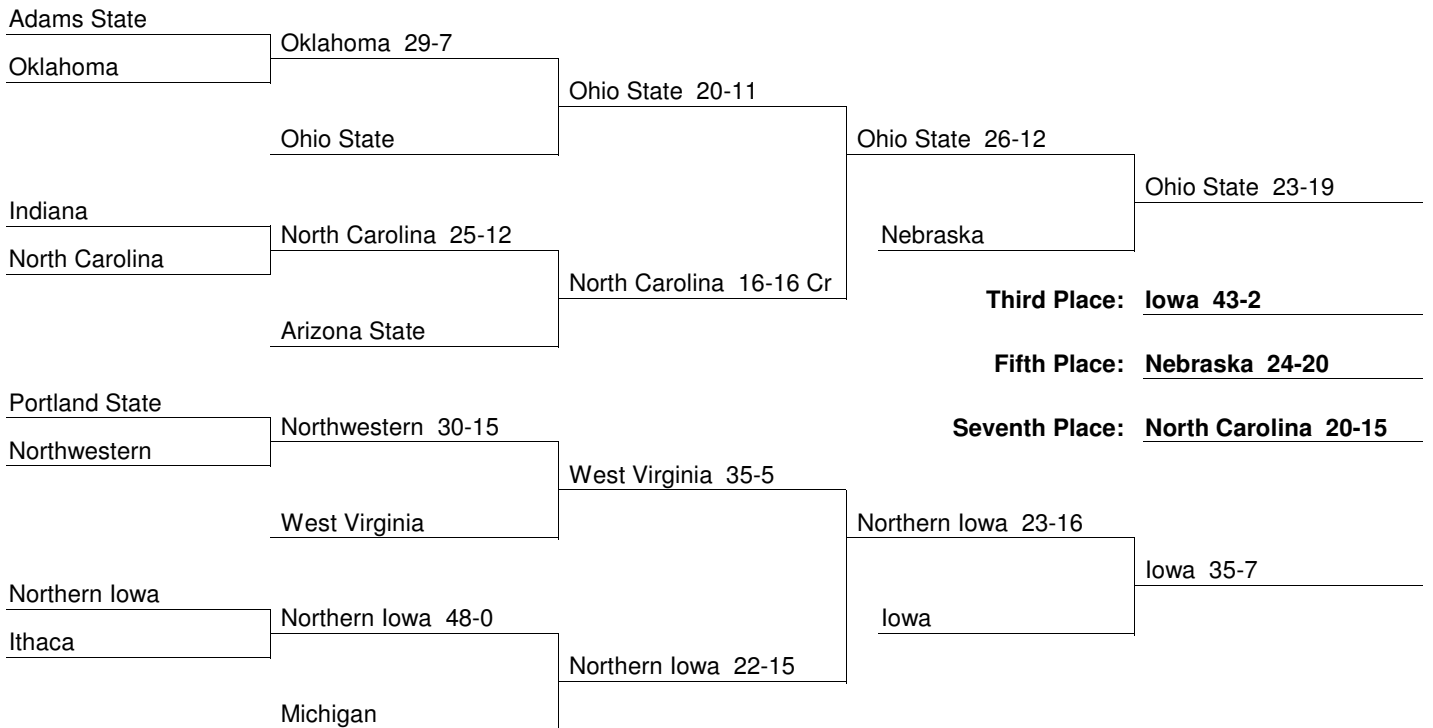 Adams State
Oklahoma 29-7
Oklahoma
Ohio State 20-11
Ohio State
Ohio State 26-12
Ohio State 23-19
Indiana
North Carolina 25-12
Nebraska
North Carolina
North Carolina 16-16 Cr
Third Place: Iowa 43-2
Arizona State
Fifth Place: Nebraska 24-20
Portland State
Northwestern 30-15
Seventh Place: North Carolina 20-15
Northwestern
West Virginia 35-5
West Virginia
Northern Iowa 23-16
Iowa 35-7
Northern Iowa
Northern Iowa 48-0
Iowa
Ithaca
Northern Iowa 22-15
Michigan